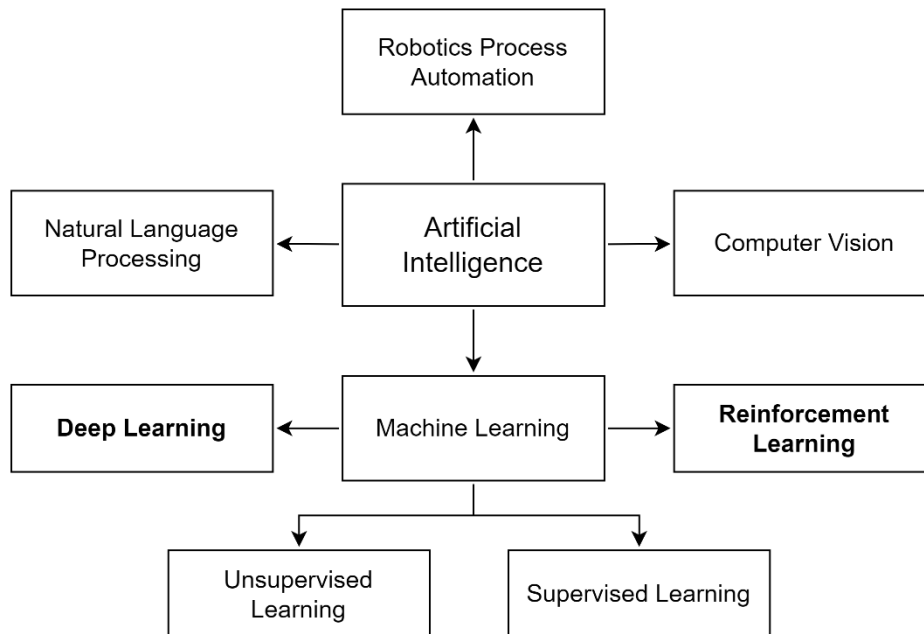 Robotics Process
Automation
Natural Language
Processing
Artificial
Intelligence
Computer Vision
Deep Learning
Machine Learning
Reinforcement
Learning
Unsupervised
Learning
Supervised Learning